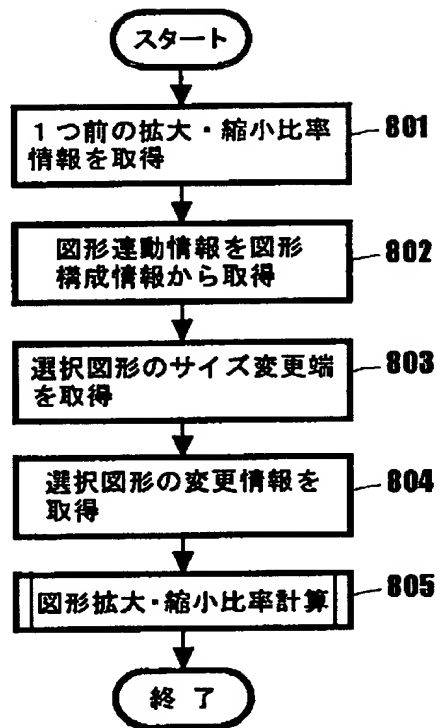 スタート
１つ前の拡大・縮小比率
情報を取得
801
図形連動情報を図形
構成情報から取得
802
選択図形のサイズ変更端
を取得
803
選択図形の変更情報を
取得
804
図形拡大・縮小比率計算
805
終了